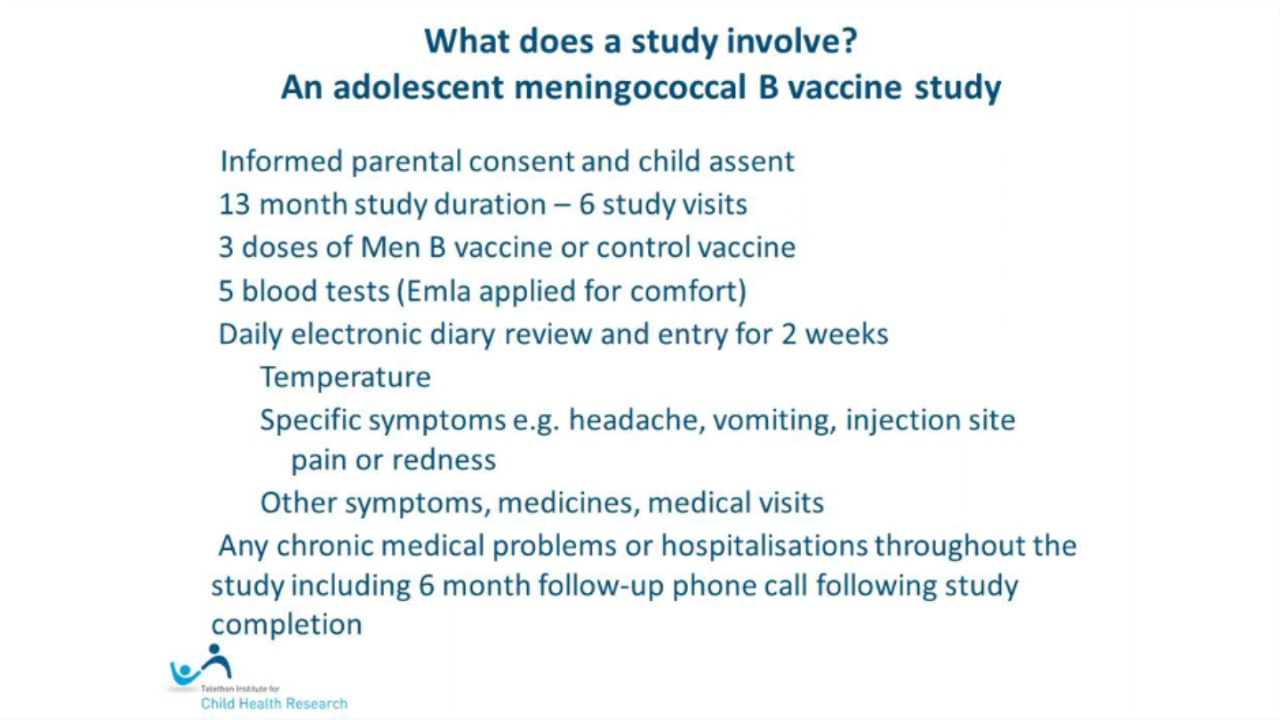 What does a study involve?
An adolescent meningococcal B vaccine study
Informed parental consent and child assent
13 month study duration – 6 study visits
3 doses of Men B vaccine or control vaccine
5 blood tests (Emla applied for comfort)
Daily electronic diary review and entry for 2 weeks
Temperature
Specific symptoms e.g. headache, vomiting, injection site
pain or redness
Other symptoms, medicines, medical visits
Any chronic medical problems or hospitalisations throughout the
study including 6 month follow-up phone call following study
completion
Telethon Institute for
Child Health Research